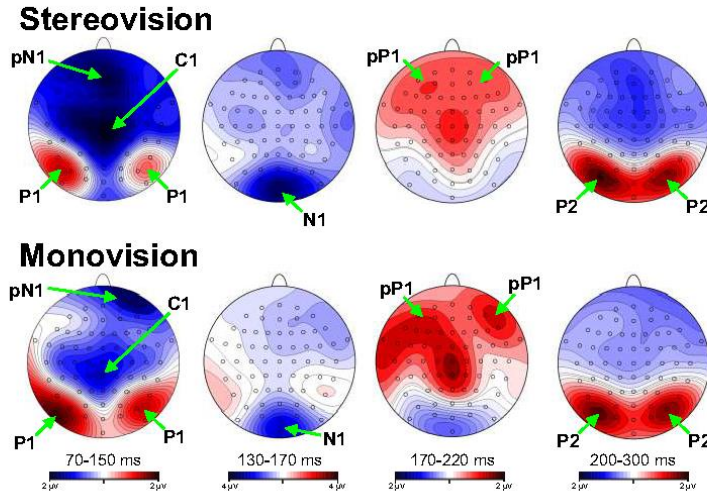 Stereovision
pN1 C1 pP1 pP1
P1 P1 N1 P2 P2
Monovision
pN1 C1 pP1 pP1
P1 P1 N1 P2 P2
70-150 ms 130-170 ms 170-220 ms 200-300 ms
2 μv 2 μv 4 μv 4 μv 2 μv 2 μv 2 μv 2 μv